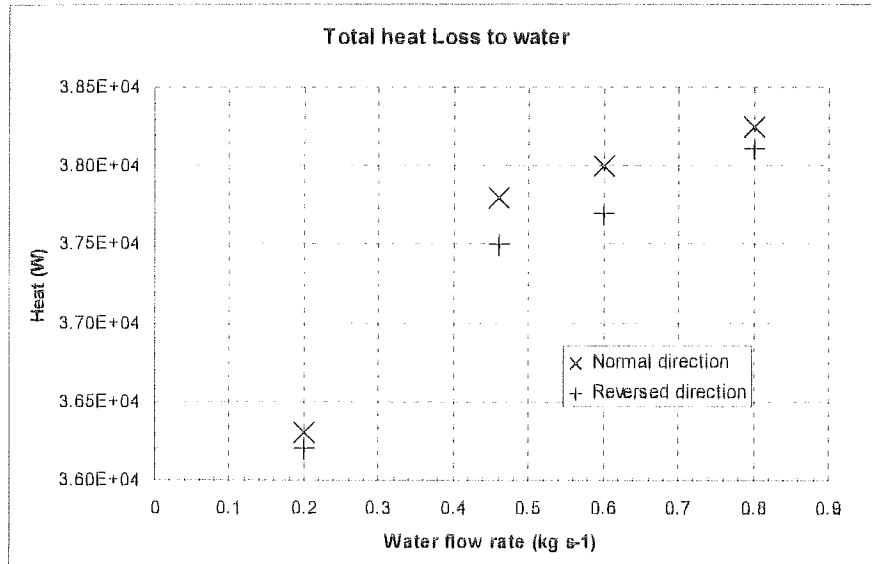 Total heat Loss to water
3.85E+04
3.80E+04
3.75E+04
3.70E+04
3.65E+04
3.60E+04
Heat (W)
Normal direction
Reversed direction
0 0.1 0.2 0.3 0.4 0.5 0.6 0.7 0.8 0.9
Water flow rate (kg s-1)